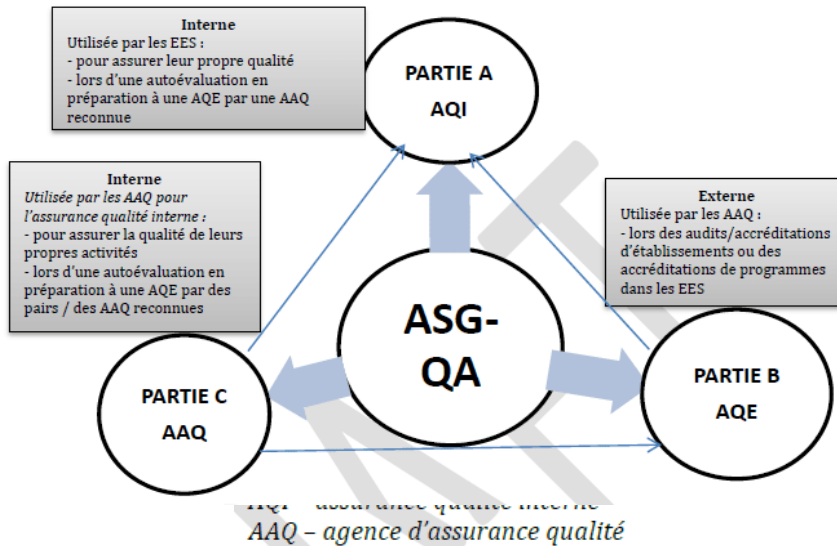 Interne
Utilisée par les EES :
- pour assurer leur propre qualité
- lors d'une autoévaluation en
préparation à une AQE par une AAQ
reconnue
PARTIE A
AQI
Interne
Utilisée par les AAQ pour
l'assurance qualité interne :
- pour assurer la qualité de leurs
propres activités
- lors d'une autoévaluation en
préparation à une AQE par des
pairs / des AAQ reconnues
Externe
Utilisée par les AAQ :
- lors des audits/accréditations
d'établissements ou des
accréditations de programmes
dans les EES
ASG-
QA
PARTIE C
AAQ
PARTIE B
AQE
AQI – assurance qualité interne
AAQ – agence d'assurance qualité